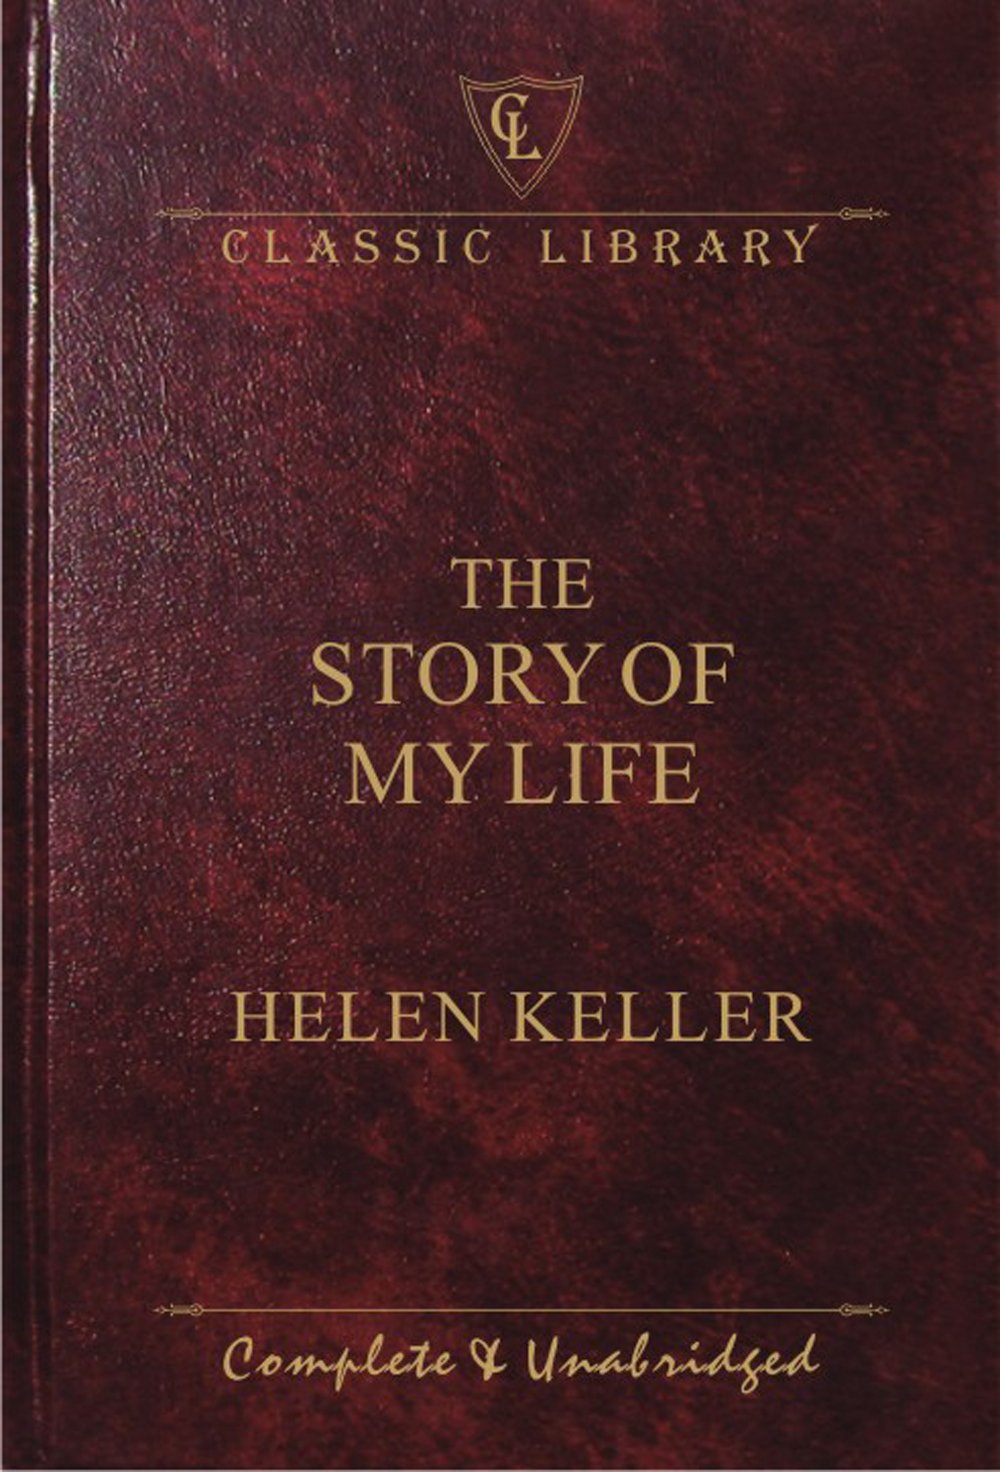 CL
CLASSIC LIBRARY
THE
STORY OF
MY LIFE
HELEN KELLER
Complete & Unabridged